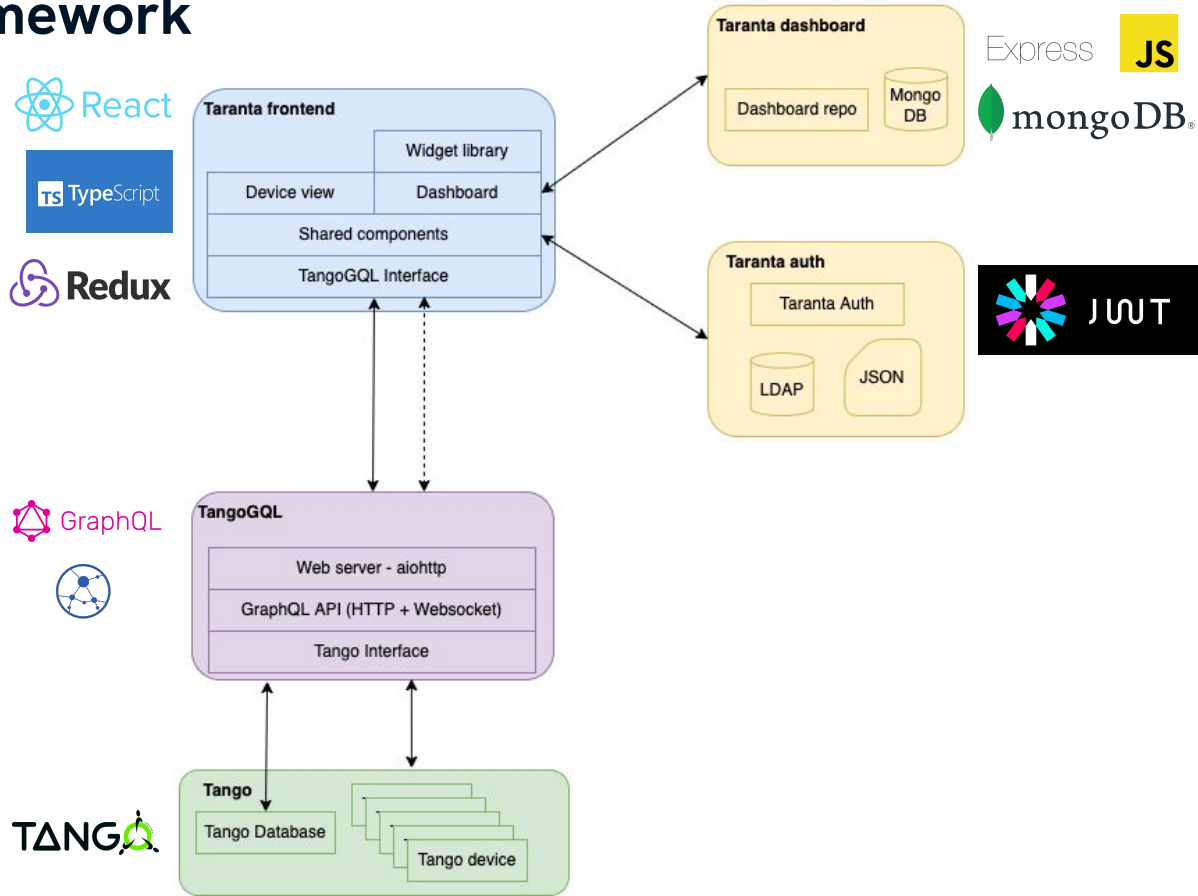 mework
React
TS TypeScript
Redux
Taranta frontend
Widget library
Device view
Dashboard
Shared components
TangoGQL Interface
Taranta dashboard
Dashboard repo
Mongo
DB
Express
JS
mongoDB®
Taranta auth
Taranta Auth
LDAP
JSON
JWT
GraphQL
TangoGQL
Web server - aiohttp
GraphQL API (HTTP + Websocket)
Tango Interface
TANGO
Tango
Tango Database
Tango device